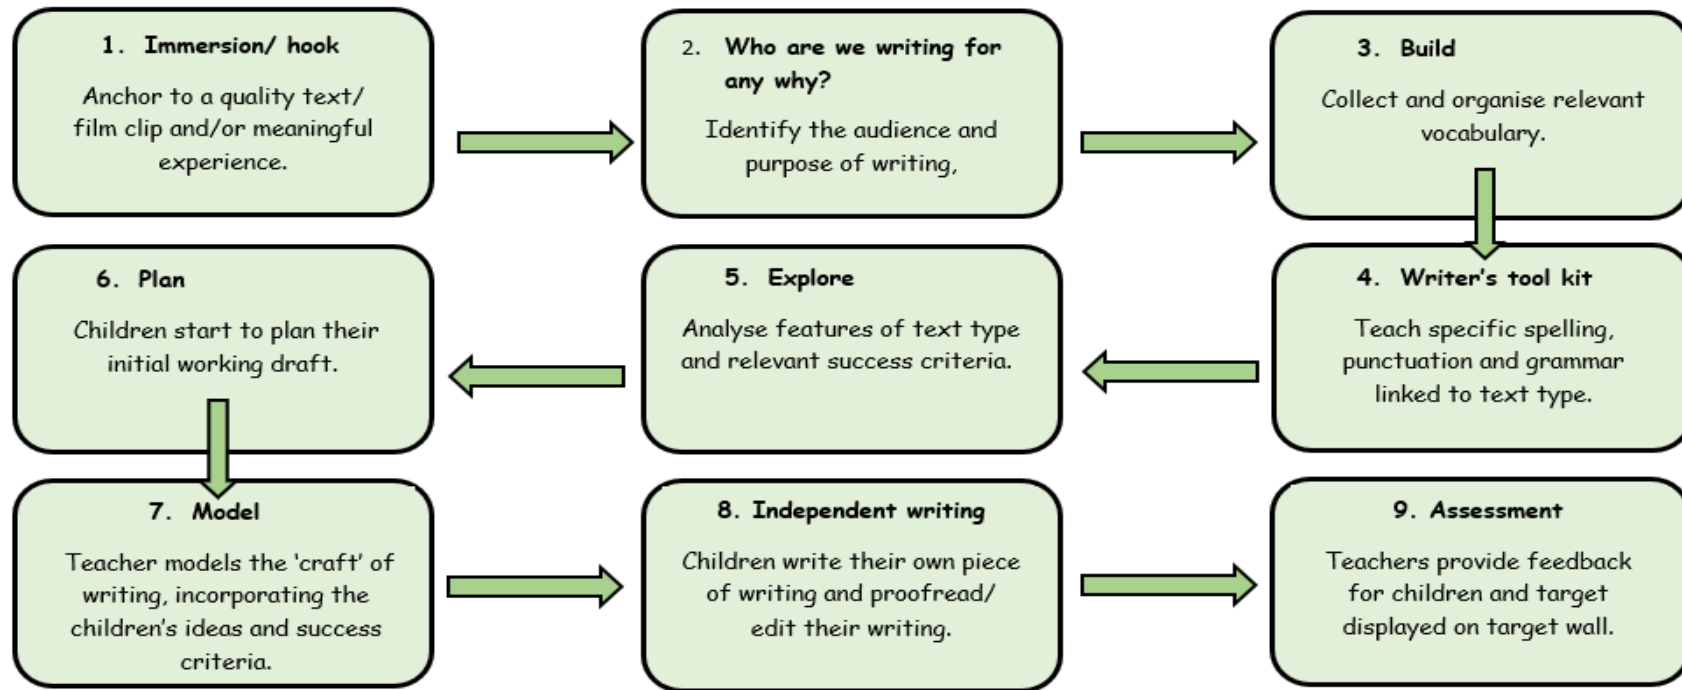 1. Immersion/ hook
Anchor to a quality text/
film clip and/or meaningful
experience.
2. Who are we writing for
any why?
Identify the audience and
purpose of writing,
3. Build
Collect and organise relevant
vocabulary.
4. Writer's tool kit
Teach specific spelling,
punctuation and grammar
linked to text type.
5. Explore
Analyse features of text type
and relevant success criteria.
6. Plan
Children start to plan their
initial working draft.
7. Model
Teacher models the 'craft' of
writing, incorporating the
children's ideas and success
criteria.
8. Independent writing
Children write their own piece
of writing and proofread/
edit their writing.
9. Assessment
Teachers provide feedback
for children and target
displayed on target wall.